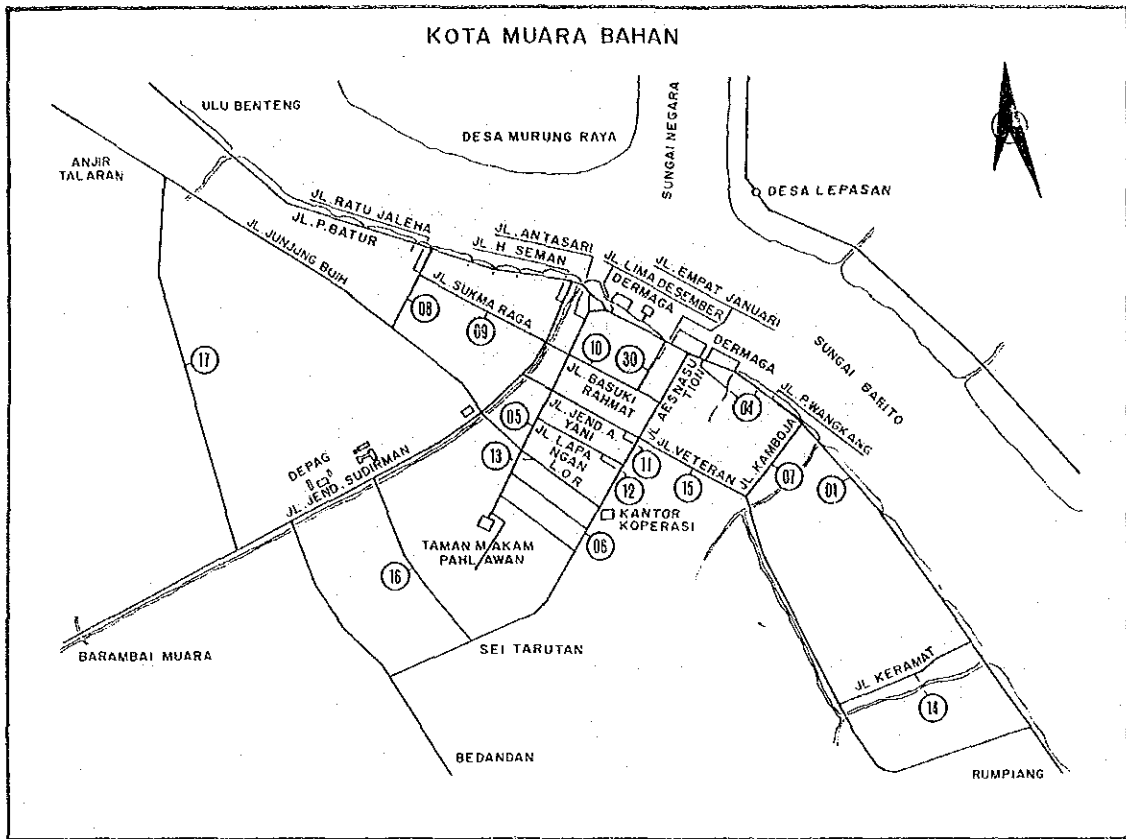 KOTA MUARA BAHAN
ULU BENTENG
DESA MURUNG RAYA
SUNGAI NEGARA
ANJIR
TALARAN
DESA LEPASAN
JL. RATU JALEHA
JL. P. BATUR
JL. JUNJUNG BUIH
JL. ANTASARI
JL. H. SEMAN
JL. LIMA DESEMBER
JL. EMPAT JANUARI
DERMAGA
JL. SUKMA RAGA
08
09
10
30
DERMAGA
SUNGAI BARITO
17
JL. BASUKI
RAHMAT
JL. AESNASU
TION
04
JL. P. WANGKANG
05
JL. JEND. A.
YANI
JL. LAPA
NGAN
LOR
13
11
12
JL. VETERAN
15
JL. KAMBOJA
07
01
DEPAG
JL. JEND. SUDIRMAN
KANTOR
KOPERASI
TAMAN MAKAM
PAHLAWAN
06
16
BARAMBAI MUARA
SEI TARUTAN
JL KERAMAT
14
BEDANDAN
RUMPIANG